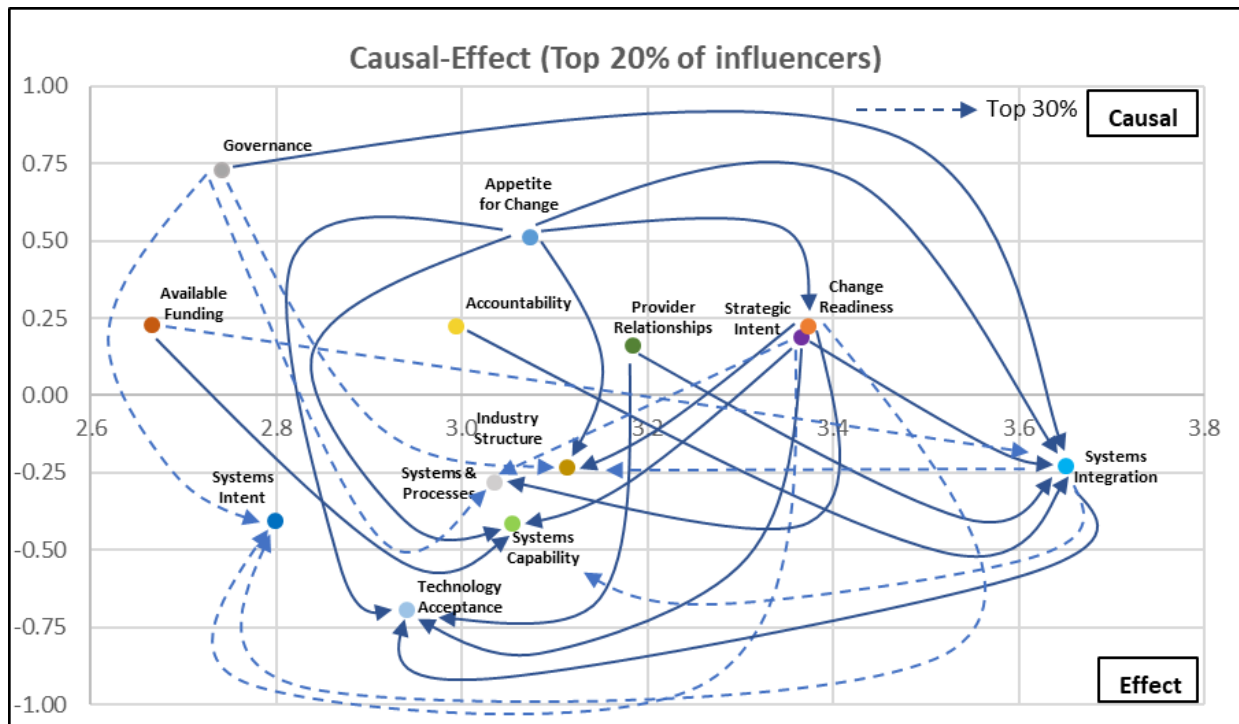 Causal-Effect (Top 20% of influencers)
1.00
Top 30%
Causal
Governance
0.75
Appetite
for Change
0.50
Available
Funding
Accountability
Provider
Relationships
Strategic
Intent
Change
Readiness
0.25
0.00
2.6
2.8
3.0
3.2
3.4
3.6
3.8
Industry
Structure
-0.25
Systems
Intent
Systems &
Processes
Systems
Integration
-0.50
Systems
Capability
Technology
Acceptance
-0.75
Effect
-1.00